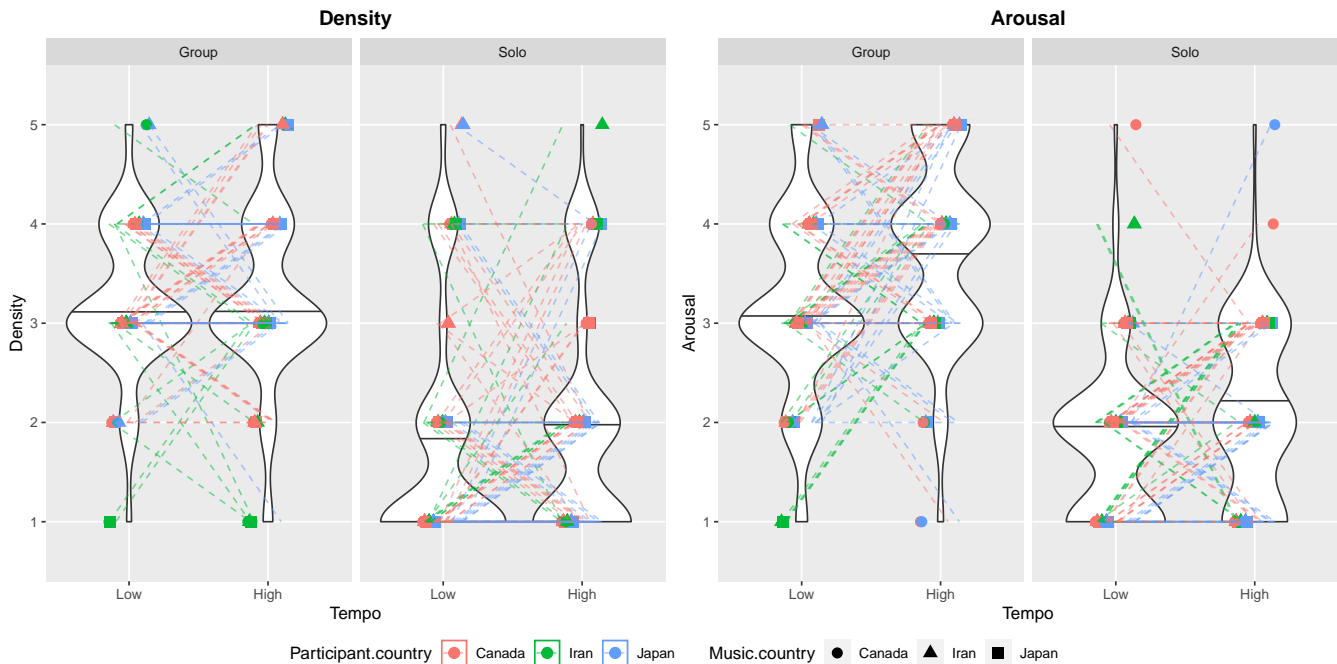 Density
Arousal
Group
Solo
Group
Solo
Density
5
4
3
2
1
Arousal
5
4
3
2
1
Low
High
Low
High
Low
High
Low
High
Tempo
Tempo
Participant.country Canada Iran Japan Music.country Canada Iran Japan